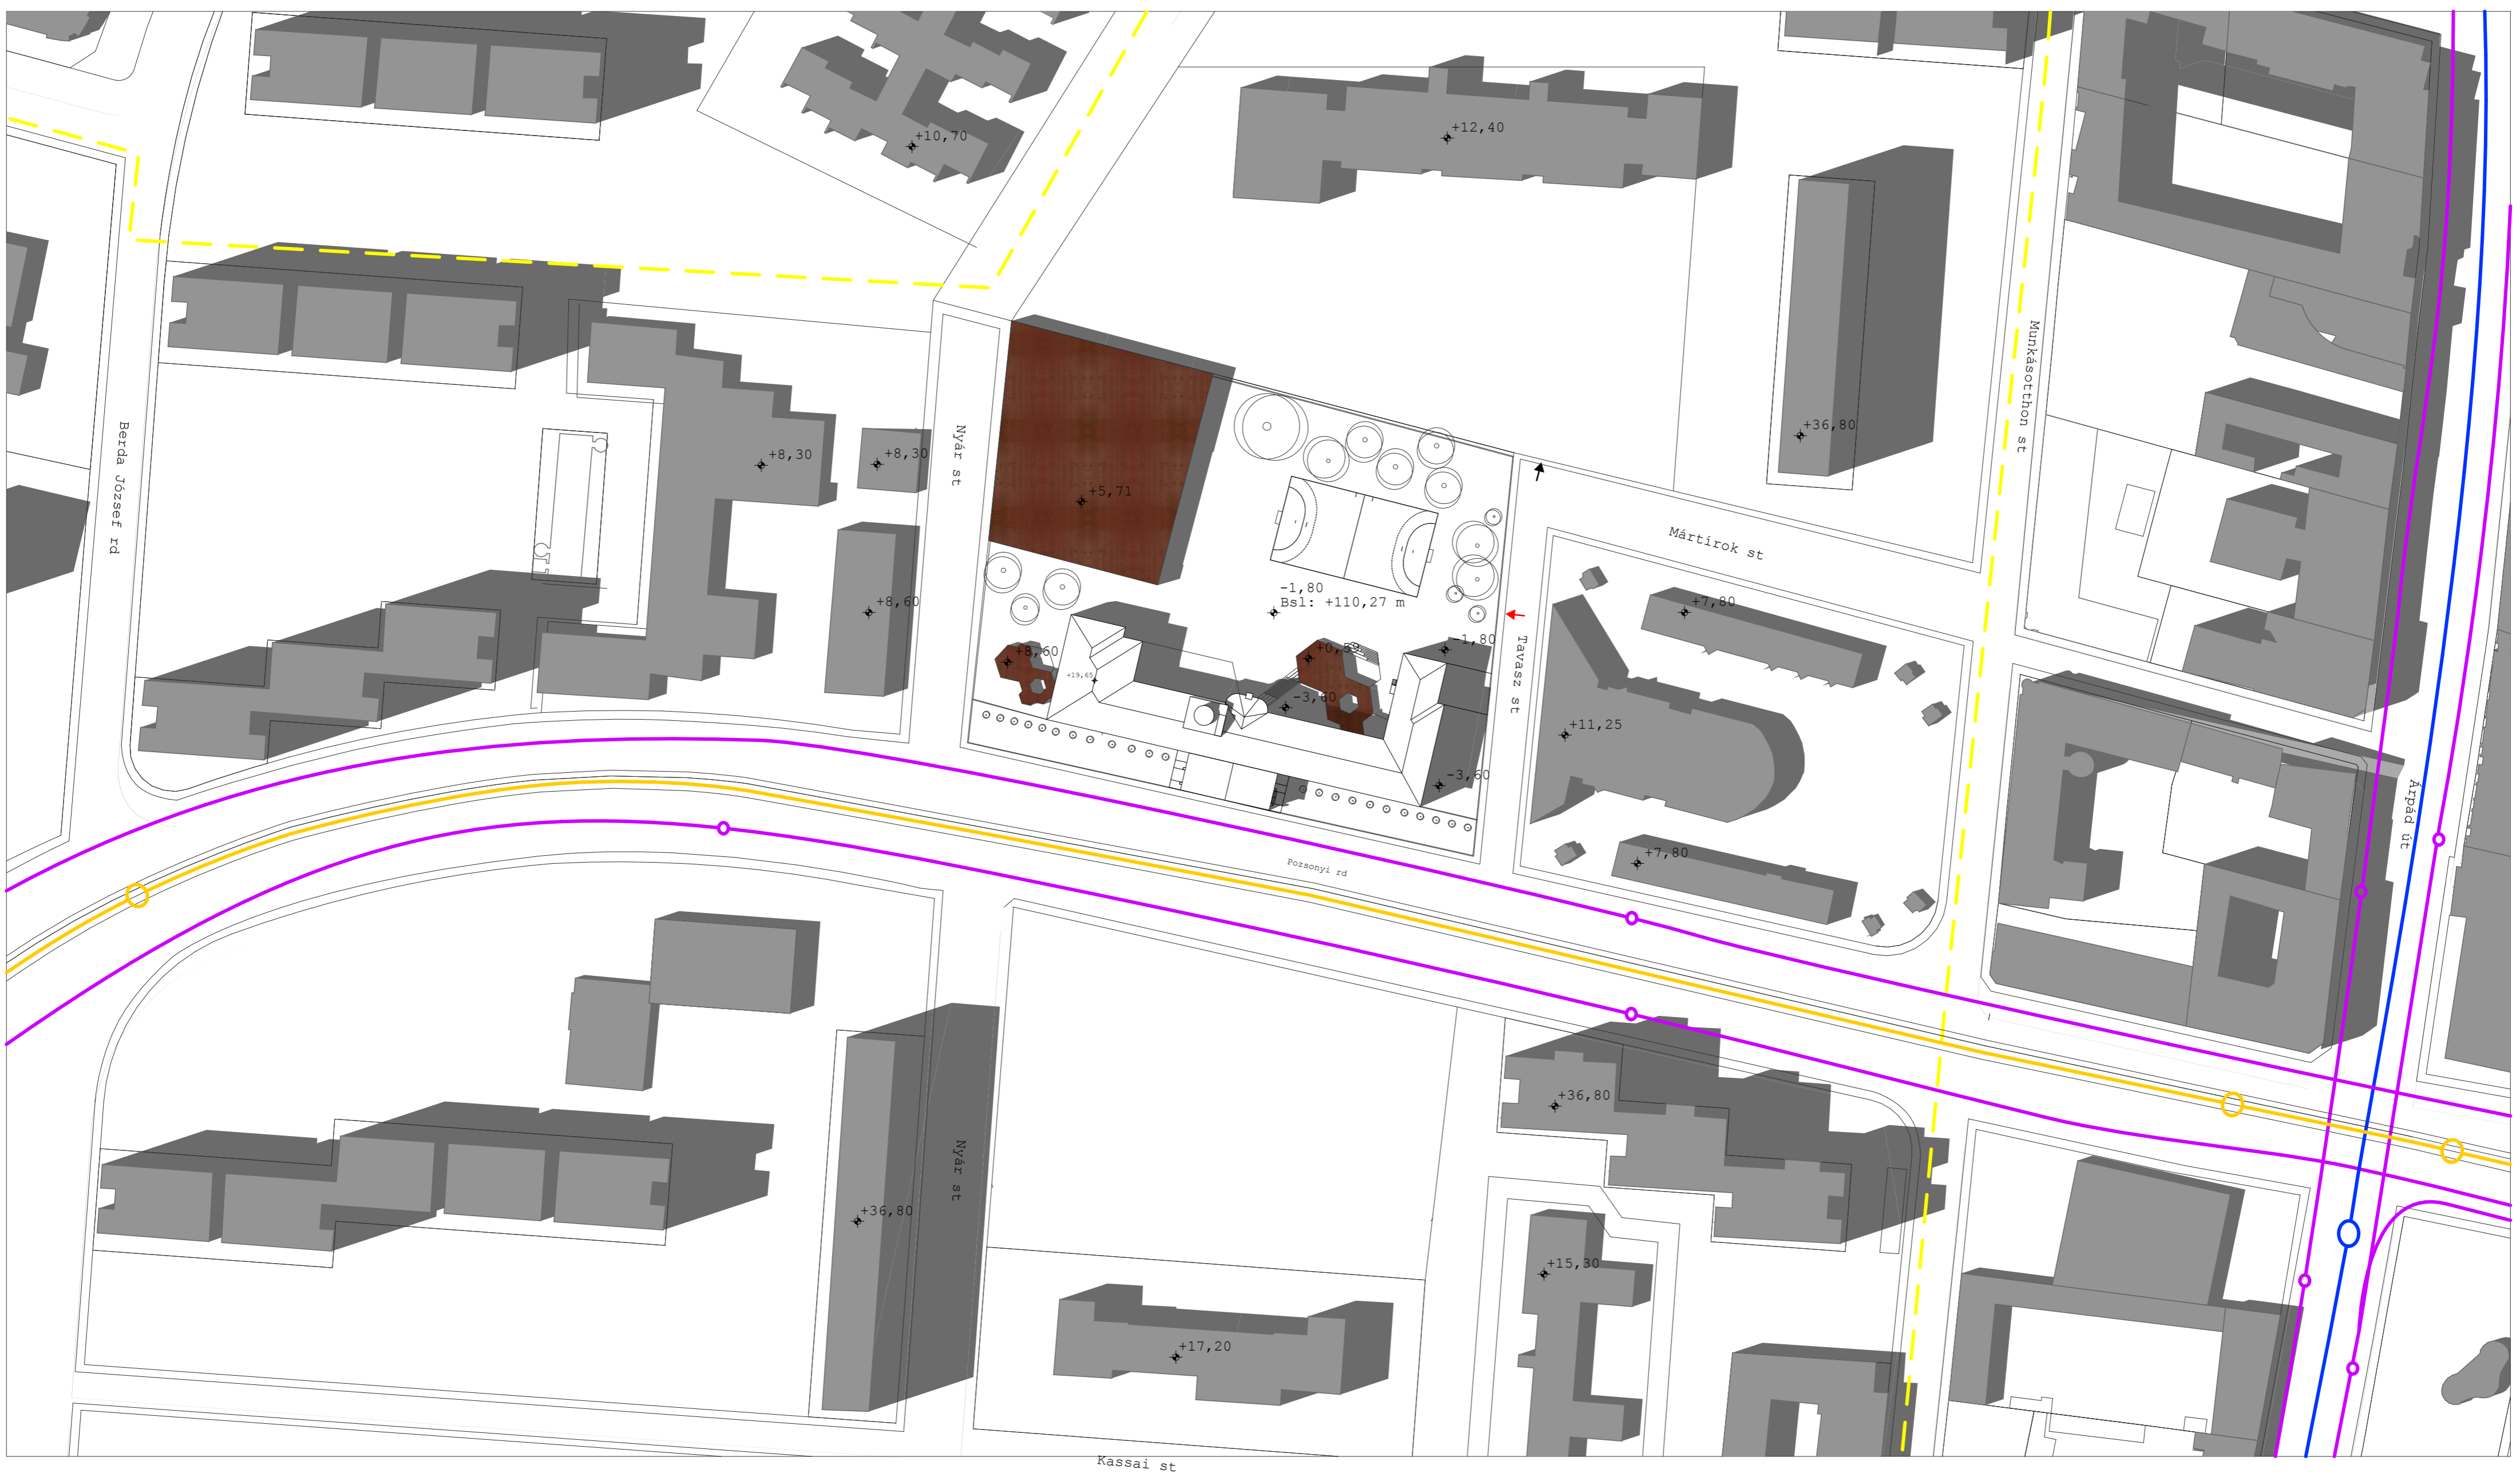 +10,70
+12,40
Munkásotthon st
Berda József rd
+8,30
+8,30
Nyár st
+36,80
+5,71
Mártírok st
-1,80
Bsl: +110,27 m
+8,60
+7,80
+8,60
+19,65
+0,59
-1,80
Tavasz st
-3,60
+11,25
-3,60
Árpád út
Pozsonyi rd
+7,80
+36,80
Nyár st
+36,80
+15,30
+17,20
Kassai st